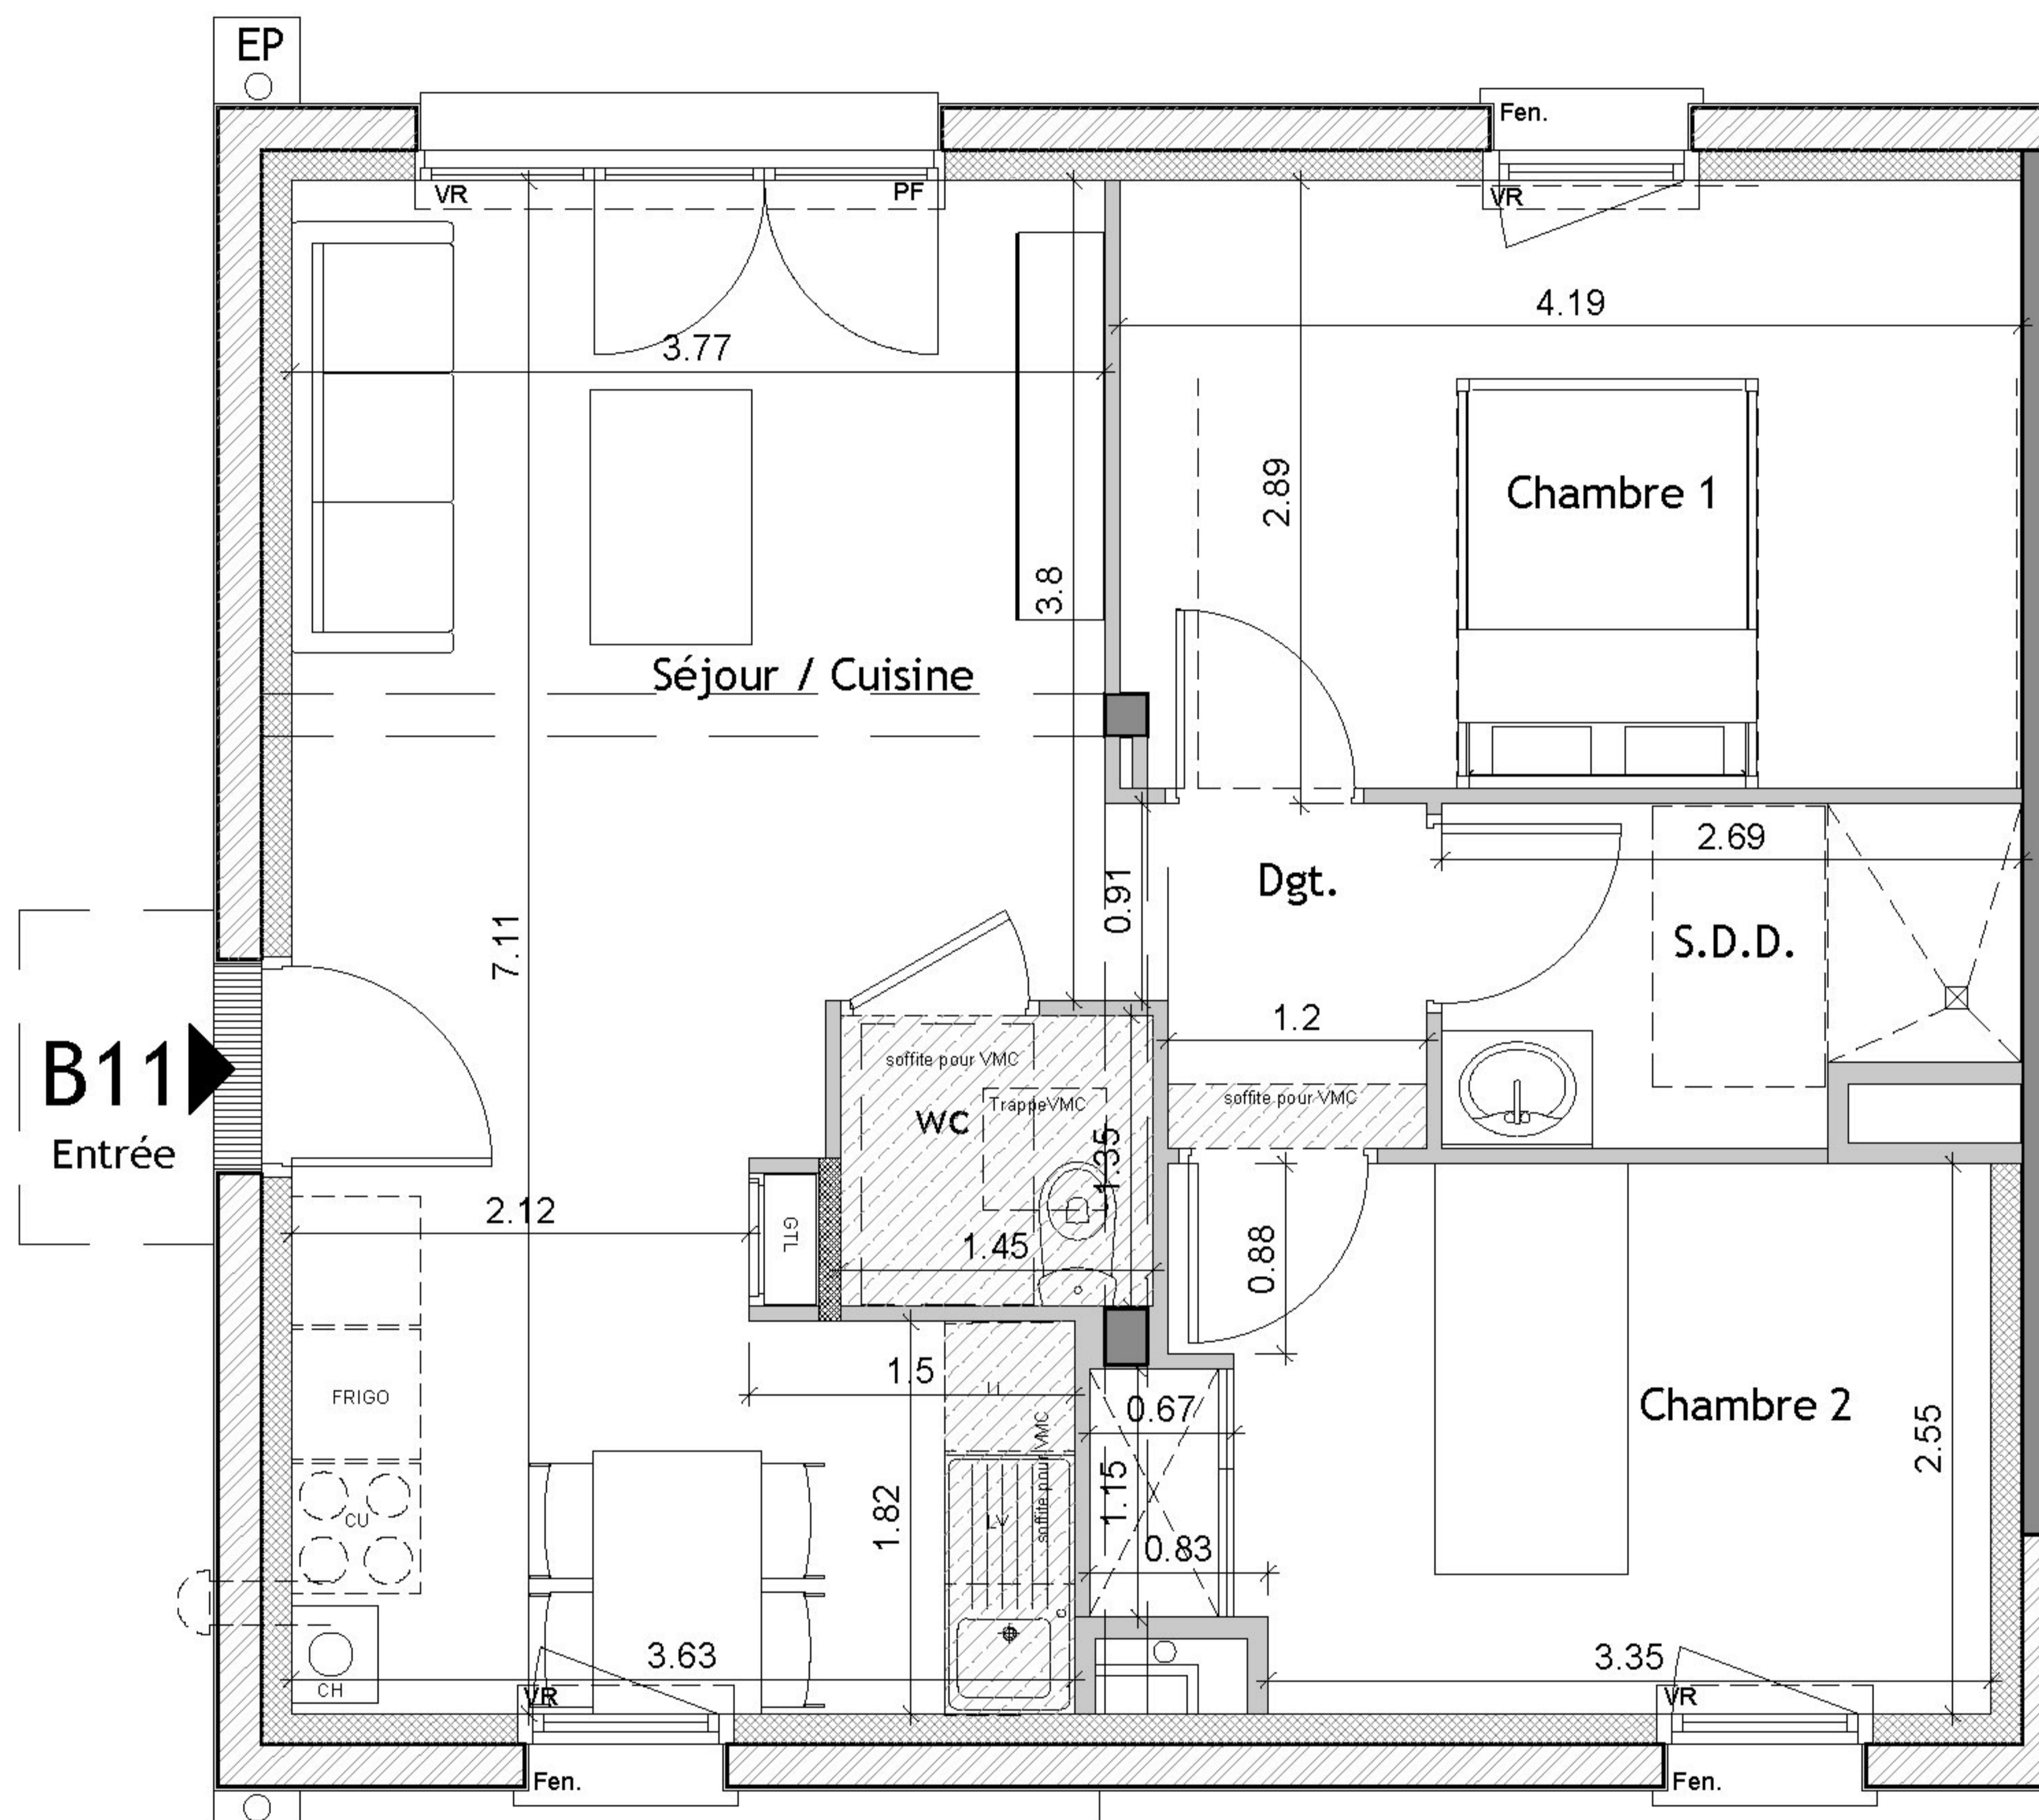 EP
Fen.
VR
PF
VR
4.19
3.77
2.89
Chambre 1
3.8
Séjour / Cuisine
2.69
Dgt.
0.91
7.11
S.D.D.
1.2
B11
Entrée
soffite pour VMC
WC
TrappeVMC
soffite pour VMC
1.35
2.12
GTL
1.45
0.88
1.5
FRIGO
LL
0.67
Chambre 2
2.55
soffite pour VMC
1.15
1.82
CU
LV
0.83
3.63
3.35
CH
VR
VR
Fen.
Fen.